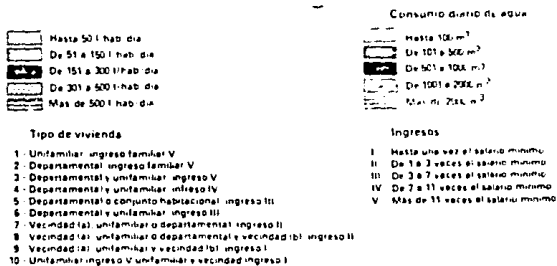 Consumo diario de agua
Hasta 50 l hab dia
De 51 a 150 l hab dia
De 151 a 300 l/hab dia
De 301 a 500 l hab dia
Mas de 500 l hab dia
Hasta 100 m3
De 101 a 500 m3
De 501 a 1000 m3
De 1001 a 2000 m3
Mas de 2000 m3
Tipo de vivienda
1 - Unifamiliar ingreso familiar V
2 - Departamental ingreso familiar V
3 - Departamental y unifamiliar ingreso V
4 - Departamental y unifamiliar IV
5 - Departamental o conjunto habitacional ingreso III
6 - Departamental y unifamiliar ingreso III
7 - Vecindad (a), unifamiliar o departamental ingreso II
8 - Vecindad (a), unifamiliar o departamental y vecindad (b) ingreso II
9 - Vecindad (a), unifamiliar y vecindad (b) ingreso I
10 - Unifamiliar ingreso V unifamiliar y vecindad ingreso I
Ingresos
I Hasta una vez el salario minimo
II De 1 a 3 veces el salario minimo
III De 3 a 7 veces el salario minimo
IV De 7 a 11 veces el salario minimo
V Mas de 11 veces el salario minimo